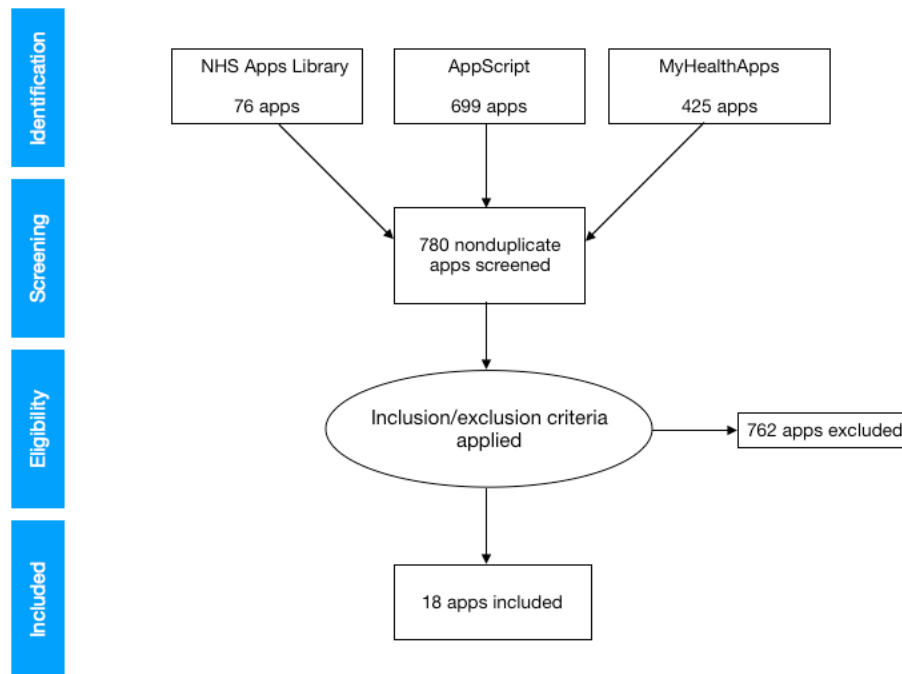 Identification
NHS Apps Library
76 apps
AppScript
699 apps
MyHealthApps
425 apps
Screening
780 nonduplicate
apps screened
Eligibility
Inclusion/exclusion criteria
applied
762 apps excluded
Included
18 apps included